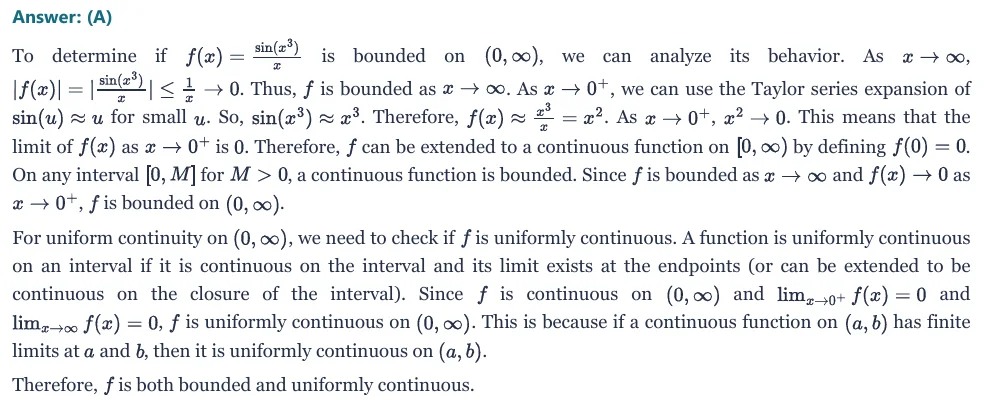 Answer: (A)
To determine if f(x) = sin(x³)/x is bounded on (0, ∞), we can analyze its behavior. As x → ∞,
|f(x)| = |sin(x³)/x| ≤ 1/x → 0. Thus, f is bounded as x → ∞. As x → 0⁺, we can use the Taylor series expansion of
sin(u) ≈ u for small u. So, sin(x³) ≈ x³. Therefore, f(x) ≈ x³/x = x². As x → 0⁺, x² → 0. This means that the
limit of f(x) as x → 0⁺ is 0. Therefore, f can be extended to a continuous function on [0, ∞) by defining f(0) = 0.
On any interval [0, M] for M > 0, a continuous function is bounded. Since f is bounded as x → ∞ and f(x) → 0 as
x → 0⁺, f is bounded on (0, ∞).
For uniform continuity on (0, ∞), we need to check if f is uniformly continuous. A function is uniformly continuous
on an interval if it is continuous on the interval and its limit exists at the endpoints (or can be extended to be
continuous on the closure of the interval). Since f is continuous on (0, ∞) and limₓ→₀⁺ f(x) = 0 and
limₓ→∞ f(x) = 0, f is uniformly continuous on (0, ∞). This is because if a continuous function on (a, b) has finite
limits at a and b, then it is uniformly continuous on (a, b).
Therefore, f is both bounded and uniformly continuous.